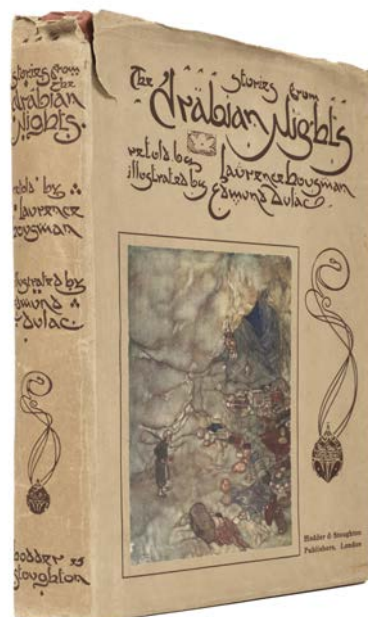 Stories from
the
Arabian
Nights.
retold by
Laurence
Housman
illustrated by
Edmund
Dulac.
Hodder &
Stoughton
Stories from
The Arabian Nights
retold by Laurence Housman
illustrated by Edmund Dulac
Hodder & Stoughton
Publishers, London